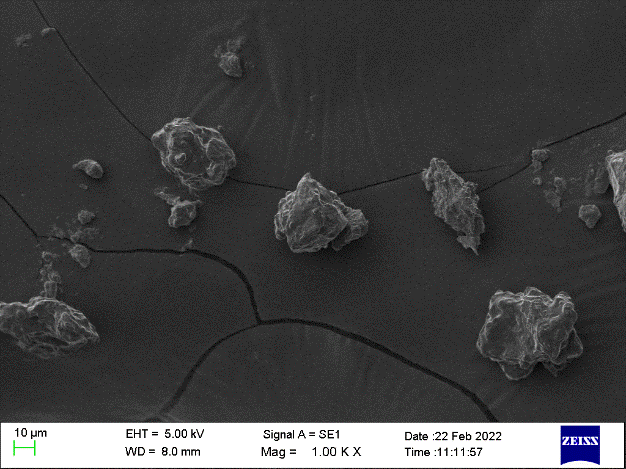 10 µm
EHT = 5.00 kV
Signal A = SE1
Date :22 Feb 2022
WD = 8.0 mm
Mag = 1.00 K X
Time :11:11:57
ZEISS